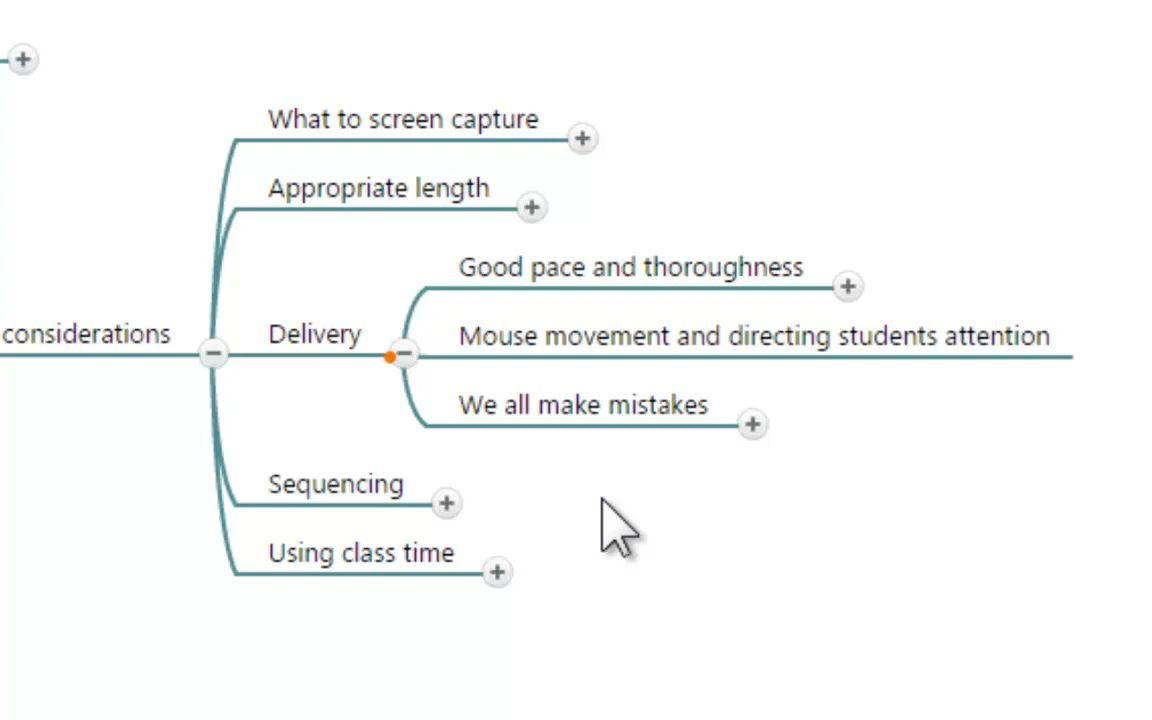 What to screen capture
Appropriate length
Good pace and thoroughness
considerations
Delivery
Mouse movement and directing students attention
We all make mistakes
Sequencing
Using class time